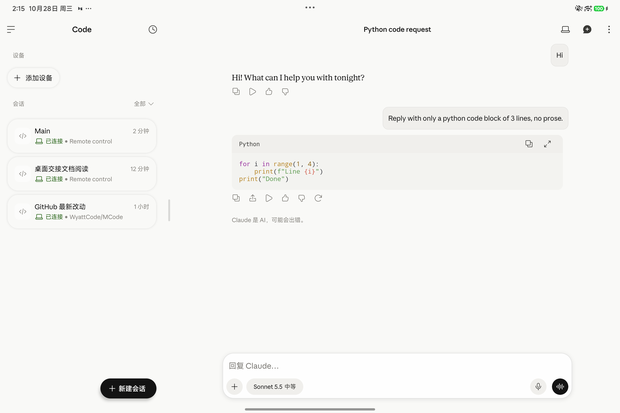 2:15 10月28日 周三
100
Code
Python code request
设备
添加设备
会话
全部
Main
2 分钟
已连接 • Remote control
桌面交接文档阅读
12 分钟
已连接 • Remote control
GitHub 最新改动
1 小时
已连接 • WyattCode/MCode
新建会话
Hi
Hi! What can I help you with tonight?
Reply with only a python code block of 3 lines, no prose.
Python
for i in range(1, 4):
    print(f"Line {i}")
print("Done")
Claude 是 AI，可能会出错。
回复 Claude...
Sonnet 5.5 中等